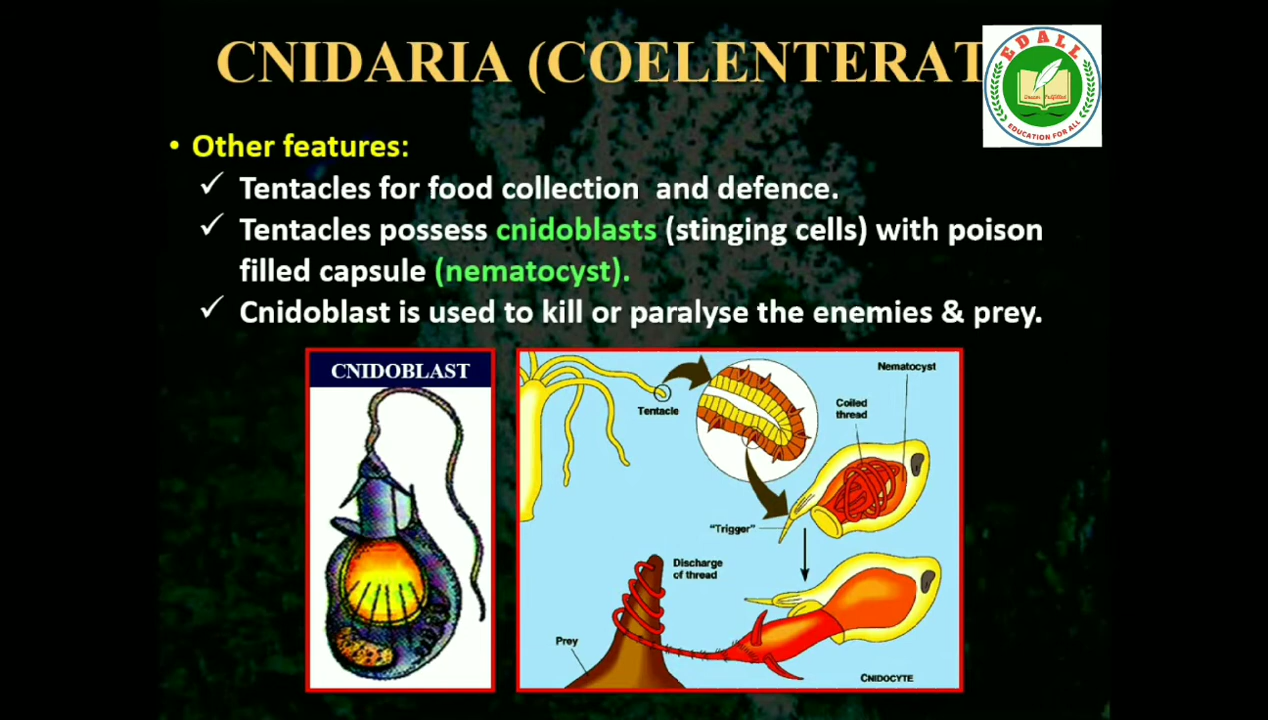 CNIDARIA (COELENTERAT
EDALL
Dream Fulfilled
EDUCATION FOR ALL
• Other features:
✓ Tentacles for food collection and defence.
✓ Tentacles possess cnidoblasts (stinging cells) with poison
filled capsule (nematocyst).
✓ Cnidoblast is used to kill or paralyse the enemies & prey.
CNIDOBLAST
Nematocyst
Coiled
thread
Tentacle
"Trigger"
Discharge
of thread
Prey
CNIDOCYTE